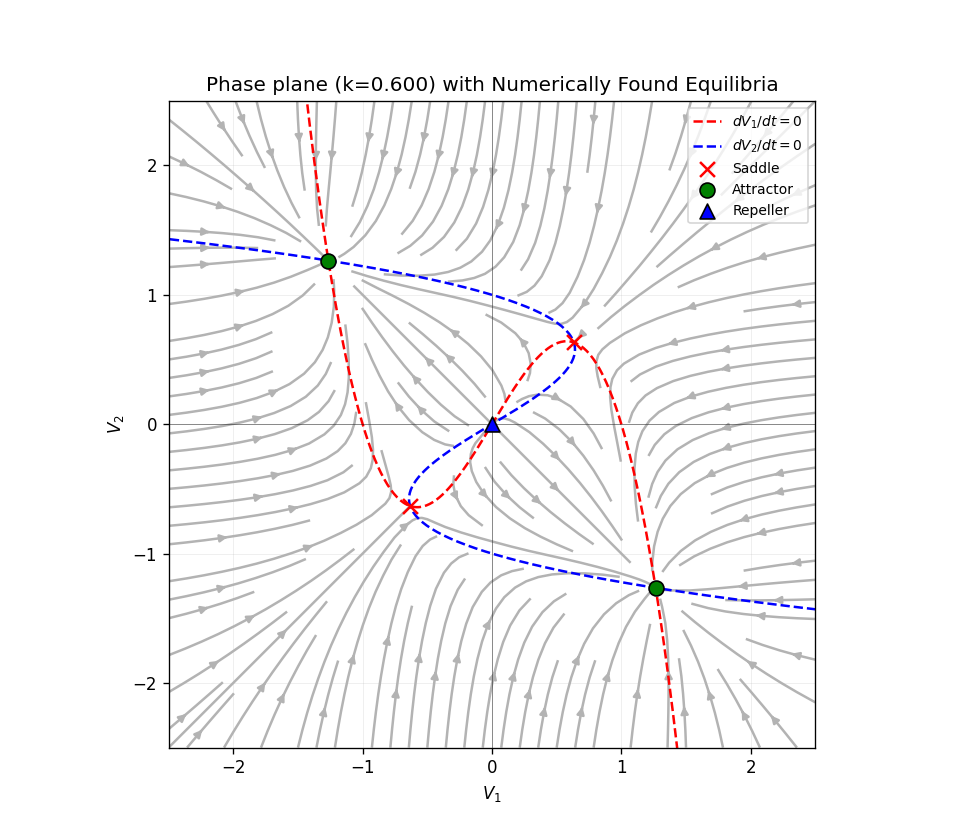 Phase plane (k=0.600) with Numerically Found Equilibria
dV₁/dt = 0
dV₂/dt = 0
Saddle
Attractor
Repeller
2
1
0
−1
−2
V₂
−2 −1 0 1 2
V₁